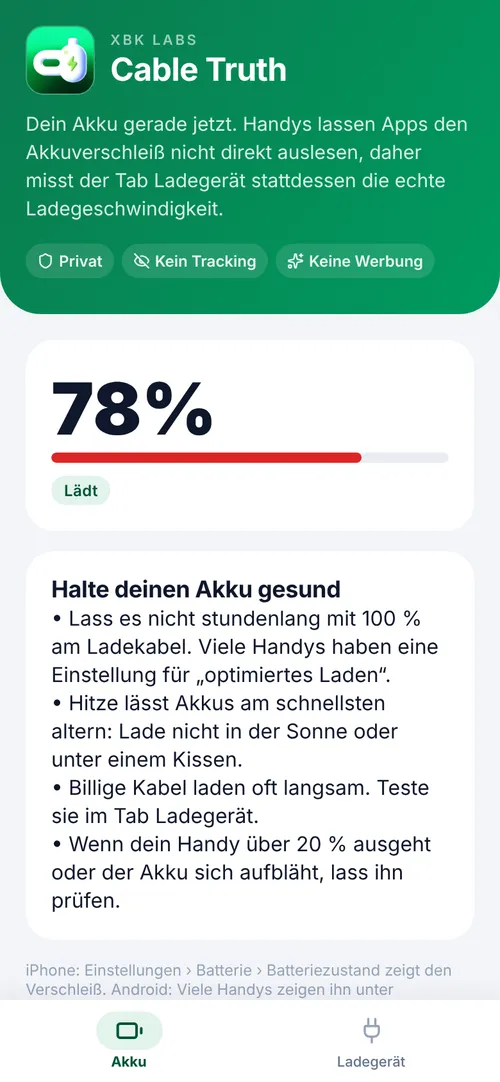 XBK LABS
Cable Truth
Dein Akku gerade jetzt. Handys lassen Apps den
Akkuverschleiß nicht direkt auslesen, daher
misst der Tab Ladegerät stattdessen die echte
Ladegeschwindigkeit.
Privat
Kein Tracking
Keine Werbung
78%
Lädt
Halte deinen Akku gesund
• Lass es nicht stundenlang mit 100 %
am Ladekabel. Viele Handys haben eine
Einstellung für „optimiertes Laden“.
• Hitze lässt Akkus am schnellsten
altern: Lade nicht in der Sonne oder
unter einem Kissen.
• Billige Kabel laden oft langsam. Teste
sie im Tab Ladegerät.
• Wenn dein Handy über 20 % ausgeht
oder der Akku sich aufbläht, lass ihn
prüfen.
iPhone: Einstellungen › Batterie › Batteriezustand zeigt den
Verschleiß. Android: Viele Handys zeigen ihn unter
Akku
Ladegerät